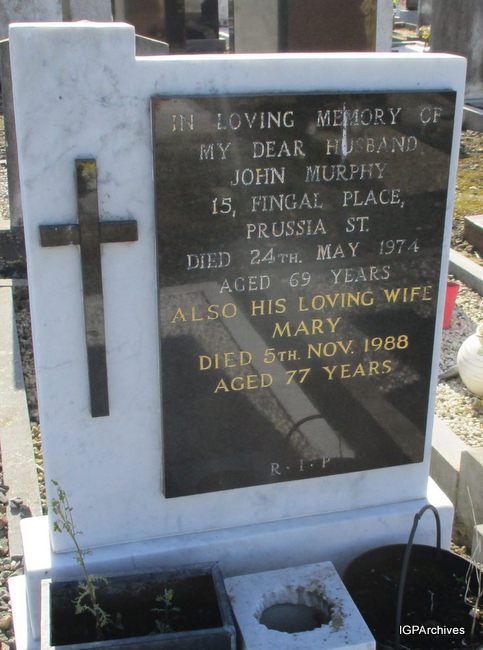 IN LOVING MEMORY OF
MY DEAR HUSBAND
JOHN MURPHY
15, FINGAL PLACE,
PRUSSIA ST.
DIED 24TH. MAY 1974
AGED 69 YEARS
ALSO HIS LOVING WIFE
MARY
DIED 5TH. NOV. 1988
AGED 77 YEARS
R·I·P
IGPArchives